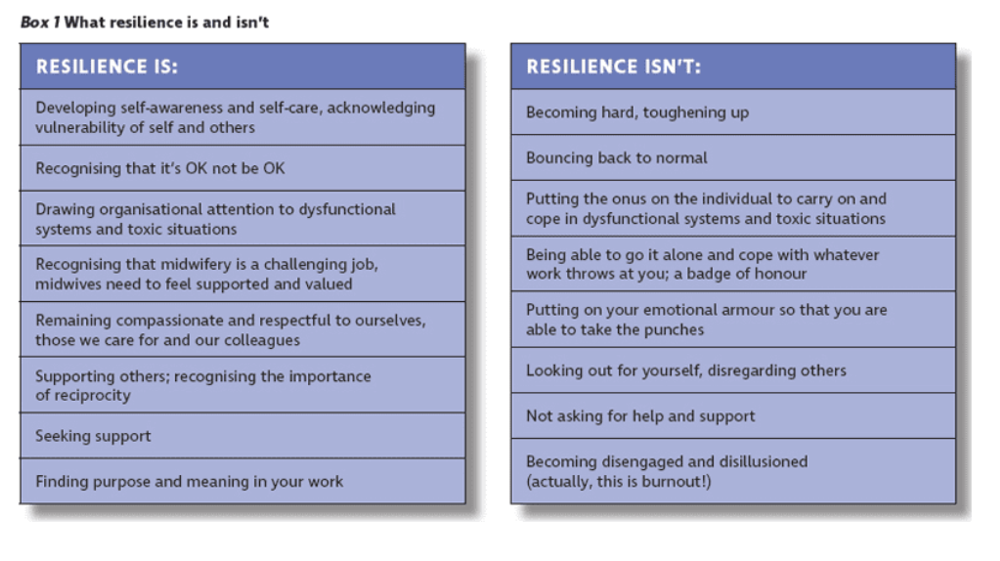 Box 1 What resilience is and isn't
RESILIENCE IS:
Developing self-awareness and self-care, acknowledging
vulnerability of self and others
Recognising that it's OK not be OK
Drawing organisational attention to dysfunctional
systems and toxic situations
Recognising that midwifery is a challenging job,
midwives need to feel supported and valued
Remaining compassionate and respectful to ourselves,
those we care for and our colleagues
Supporting others; recognising the importance
of reciprocity
Seeking support
Finding purpose and meaning in your work
RESILIENCE ISN'T:
Becoming hard, toughening up
Bouncing back to normal
Putting the onus on the individual to carry on and
cope in dysfunctional systems and toxic situations
Being able to go it alone and cope with whatever
work throws at you; a badge of honour
Putting on your emotional armour so that you are
able to take the punches
Looking out for yourself, disregarding others
Not asking for help and support
Becoming disengaged and disillusioned
(actually, this is burnout!)